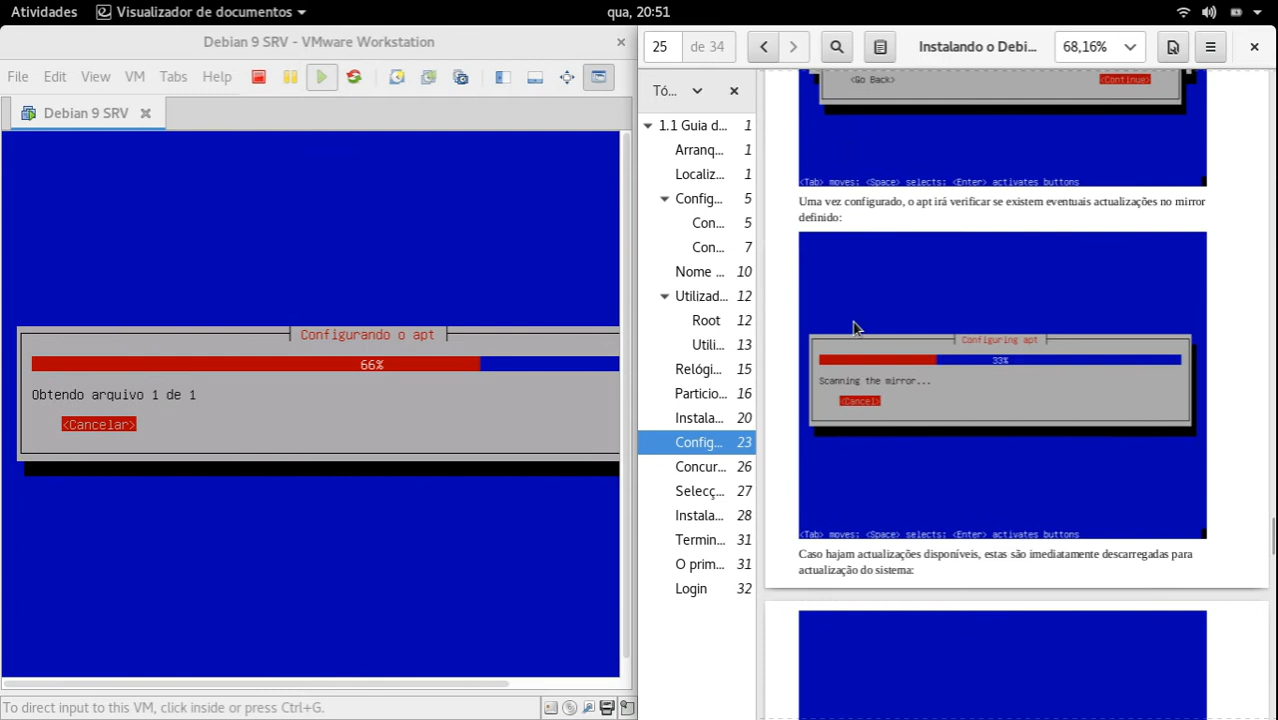 Atividades
Visualizador de documentos
qua, 20:51
Debian 9 SRV - VMware Workstation
File Edit View VM Tabs Help
Debian 9 SRV
Configurando o apt
66%
Obtendo arquivo 1 de 1
<Cancelar>
To direct input to this VM, click inside or press Ctrl+G.
25 de 34
Instalando o Debi...
68,16%
Tó...
1.1 Guia d... 1
Arranq... 1
Localiz... 1
Config... 5
Con... 5
Con... 7
Nome ... 10
Utilizad... 12
Root 12
Utili... 13
Relógi... 15
Particio... 16
Instala... 20
Config... 23
Concur... 26
Selecç... 27
Instala... 28
Termin... 31
O prim... 31
Login 32
<Go Back> <Continue>
<Tab> moves; <Space> selects; <Enter> activates buttons
Uma vez configurado, o apt irá verificar se existem eventuais actualizações no mirror
definido:
Configuring apt
33%
Scanning the mirror...
<Cancel>
<Tab> moves; <Space> selects; <Enter> activates buttons
Caso hajam actualizações disponíveis, estas são imediatamente descarregadas para
actualização do sistema: